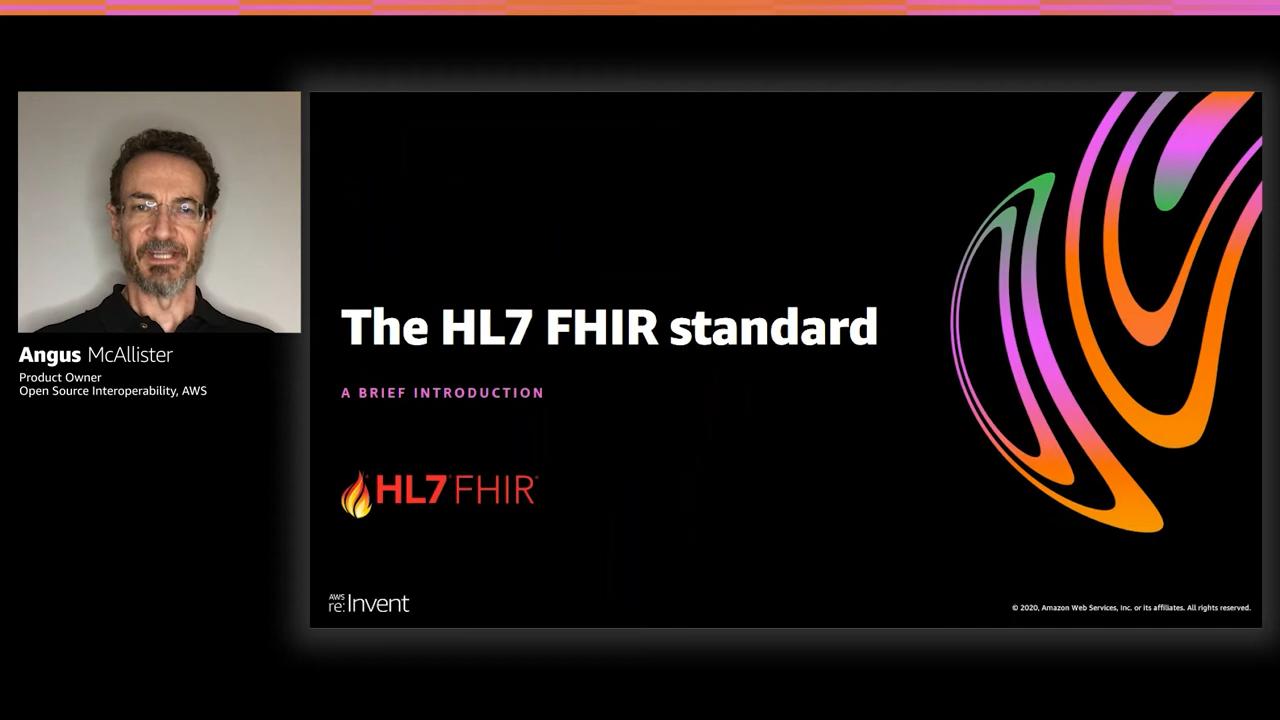 Angus McAllister
Product Owner
Open Source Interoperability, AWS
The HL7 FHIR standard
A BRIEF INTRODUCTION
HL7 FHIR
AWS
re:Invent
© 2020, Amazon Web Services, Inc. or its affiliates. All rights reserved.